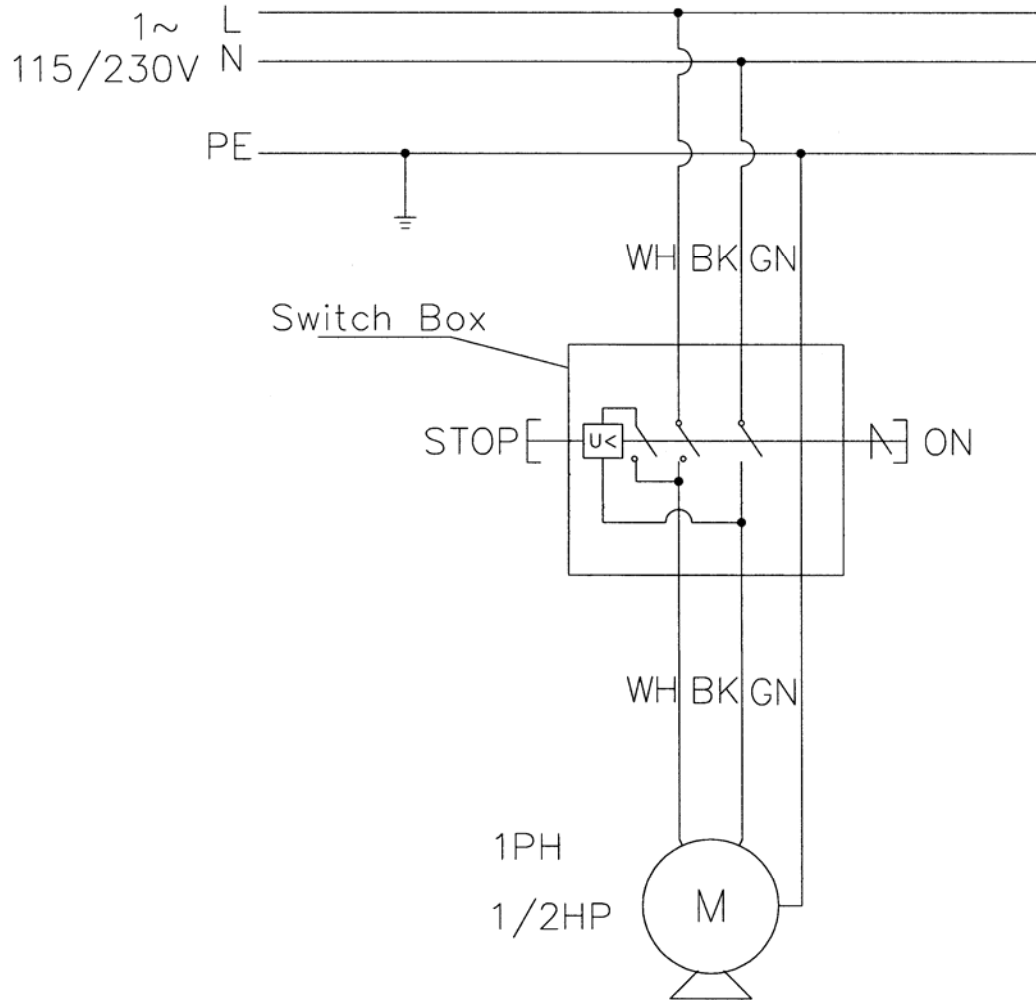 1~ L
115/230V N
PE
WH BK GN
Switch Box
STOP U< ON
WH BK GN
1PH
1/2HP M